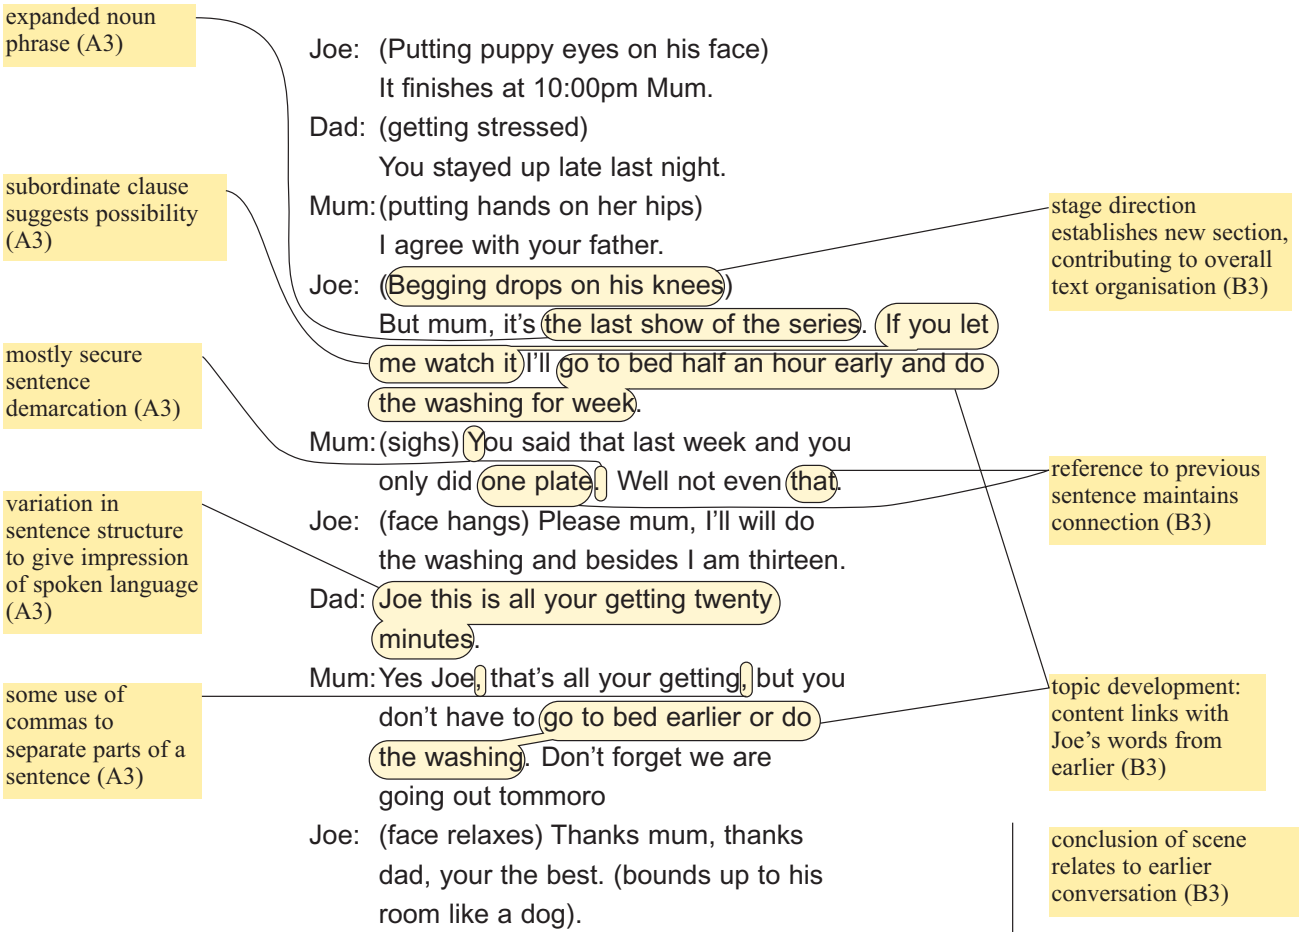 expanded noun
phrase (A3)
subordinate clause
suggests possibility
(A3)
mostly secure
sentence
demarcation (A3)
variation in
sentence structure
to give impression
of spoken language
(A3)
some use of
commas to
separate parts of a
sentence (A3)
Joe: (Putting puppy eyes on his face)
It finishes at 10:00pm Mum.
Dad: (getting stressed)
You stayed up late last night.
Mum: (putting hands on her hips)
I agree with your father.
Joe: (Begging drops on his knees)
But mum, it's the last show of the series. If you let
me watch it I'll go to bed half an hour early and do
the washing for week.
Mum: (sighs) You said that last week and you
only did one plate. Well not even that.
Joe: (face hangs) Please mum, I'll will do
the washing and besides I am thirteen.
Dad: Joe this is all your getting twenty
minutes.
Mum: Yes Joe, that's all your getting, but you
don't have to go to bed earlier or do
the washing. Don't forget we are
going out tommoro
Joe: (face relaxes) Thanks mum, thanks
dad, your the best. (bounds up to his
room like a dog).
stage direction
establishes new section,
contributing to overall
text organisation (B3)
reference to previous
sentence maintains
connection (B3)
topic development:
content links with
Joe's words from
earlier (B3)
conclusion of scene
relates to earlier
conversation (B3)